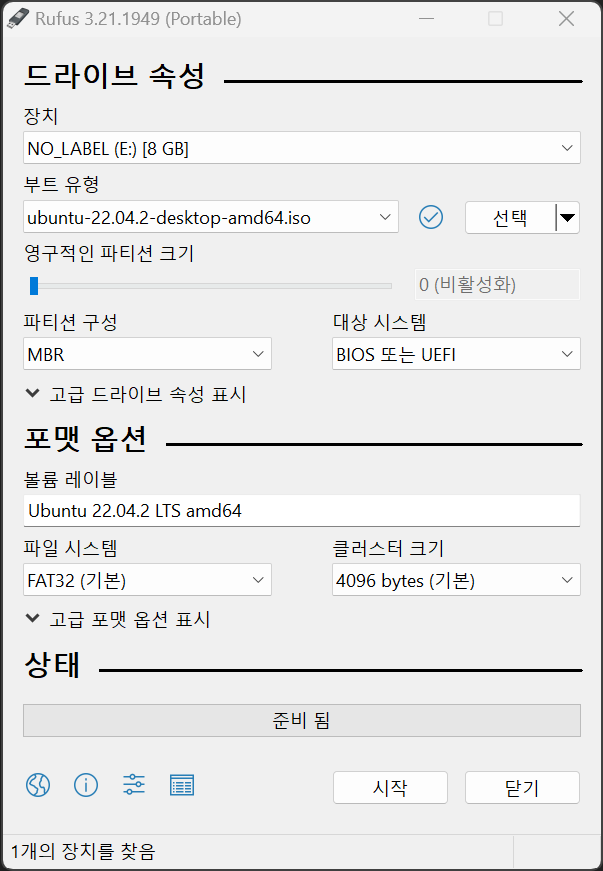 Rufus 3.21.1949 (Portable)
드라이브 속성
장치
NO_LABEL (E:) [8 GB]
부트 유형
ubuntu-22.04.2-desktop-amd64.iso
선택
영구적인 파티션 크기
0 (비활성화)
파티션 구성
대상 시스템
MBR
BIOS 또는 UEFI
고급 드라이브 속성 표시
포맷 옵션
볼륨 레이블
Ubuntu 22.04.2 LTS amd64
파일 시스템
클러스터 크기
FAT32 (기본)
4096 bytes (기본)
고급 포맷 옵션 표시
상태
준비 됨
시작
닫기
1개의 장치를 찾음